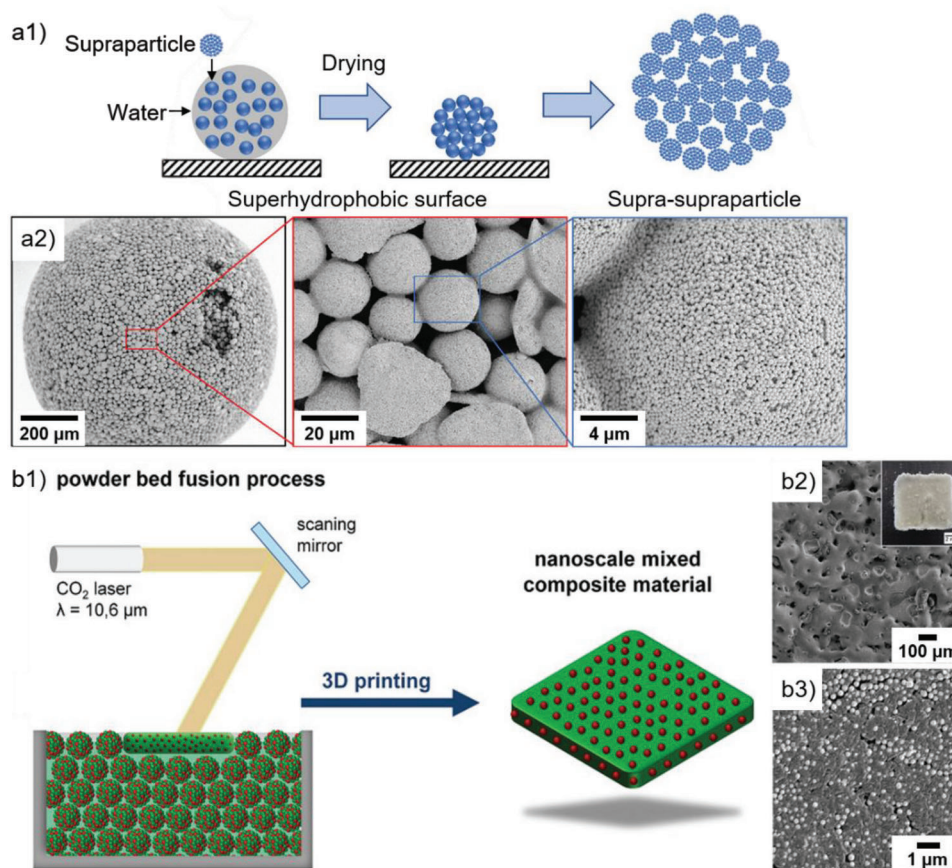 a1)
Supraparticle
Water
Drying
Superhydrophobic surface
Supra-supraparticle
a2)
200 µm
20 µm
4 µm
b1) powder bed fusion process
scaning
mirror
CO₂ laser
λ = 10,6 µm
3D printing
nanoscale mixed
composite material
b2)
100 µm
b3)
1 µm